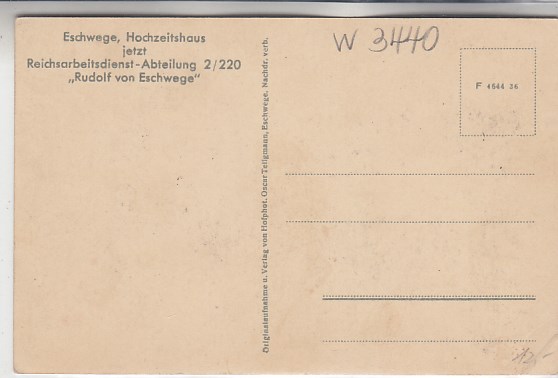 Eschwege, Hochzeitshaus
jetzt
Reichsarbeitsdienst-Abteilung 2/220
„Rudolf von Eschwege“
Originalaufnahme u. Verlag von Hofphot. Oscar Tellgmann, Eschwege, Nachdr. verb.
W 3440
F 4644 36